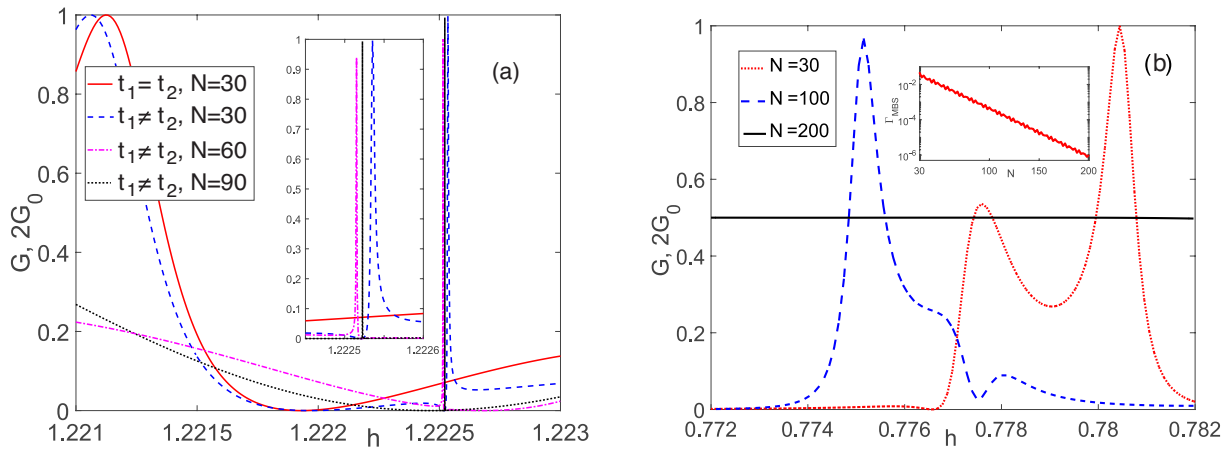 (a)
G, 2G₀
1
0.8
0.6
0.4
0.2
0
t₁= t₂, N=30
t₁≠ t₂, N=30
t₁≠ t₂, N=60
t₁≠ t₂, N=90
1
0.9
0.8
0.7
0.6
0.5
0.4
0.3
0.2
0.1
0
1.2225
1.2226
1.221
1.2215
1.222
1.2225
1.223
h
(b)
G, 2G₀
1
0.8
0.6
0.4
0.2
0
N =30
N =100
N =200
Γ_MBS
10⁻²
10⁻⁴
10⁻⁶
30
100
150
200
N
0.772
0.774
0.776
0.778
0.78
0.782
h